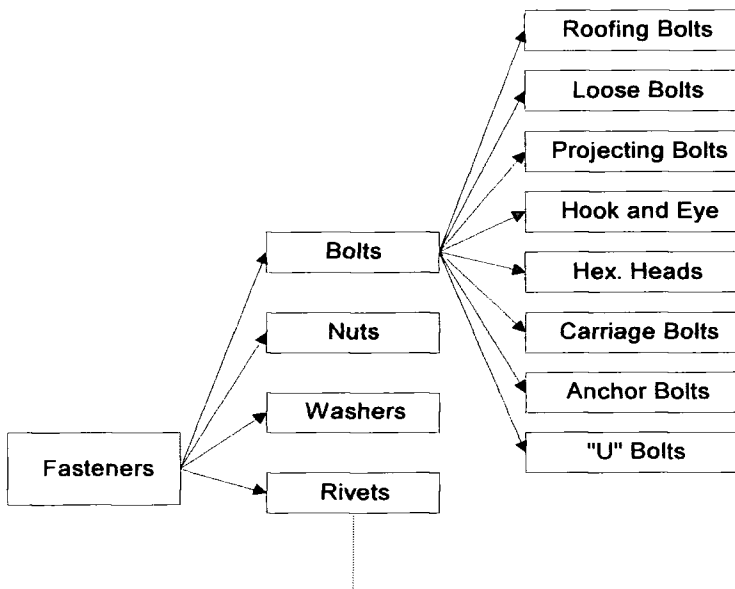 Fasteners
Bolts
Nuts
Washers
Rivets
Roofing Bolts
Loose Bolts
Projecting Bolts
Hook and Eye
Hex. Heads
Carriage Bolts
Anchor Bolts
"U" Bolts